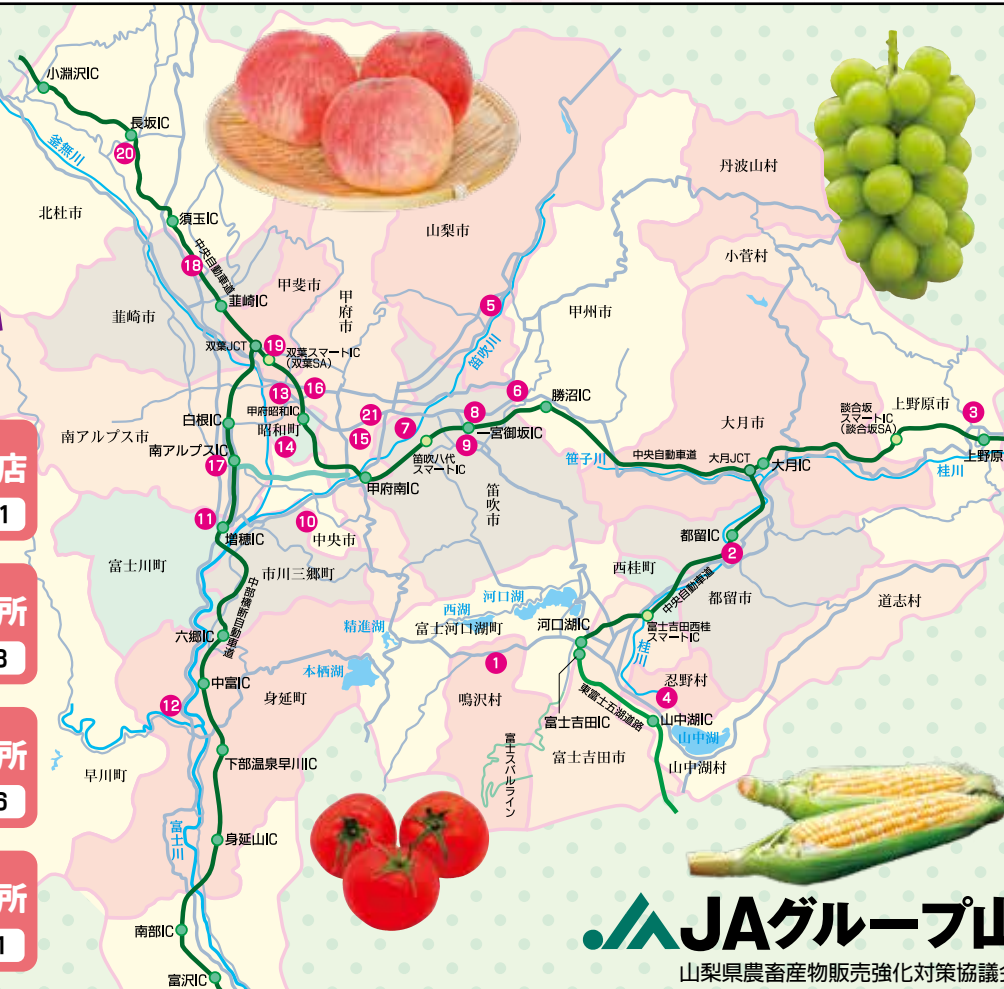 小淵沢IC
長坂IC
20
釜無川
北杜市
須玉IC
中央自動車道
18
韮崎IC
韮崎市
甲斐市
甲府市
山梨市
丹波山村
小菅村
5
笛吹川
甲州市
双葉JCT
19
双葉スマートIC
(双葉SA)
16
13
甲府昭和IC
昭和町
14
白根IC
南アルプス市
南アルプスIC
17
21
15
7
8
6
勝沼IC
一宮御坂IC
9
笛吹八代
スマートIC
甲府南IC
笛吹市
笹子川
中央自動車道
大月JCT
大月IC
大月市
談合坂
スマートIC
(談合坂SA)
上野原市
3
上野原
桂川
店
1
11
増穂IC
10
中央市
富士川町
市川三郷町
中部横断自動車道
都留IC
2
西桂町
中央自動車道
都留市
道志村
所
3
六郷IC
精進湖
西湖
河口湖
富士河口湖町
河口湖IC
富士吉田西桂
スマートIC
桂川
本栖湖
中富IC
身延町
12
1
鳴沢村
忍野村
4
東富士五湖道路
富士吉田IC
山中湖IC
山中湖
富士吉田市
山中湖村
富士スバルライン
所
6
早川町
下部温泉早川IC
富士川
身延山IC
所
1
南部IC
富沢IC
JAグループ山
山梨県農畜産物販売強化対策協議